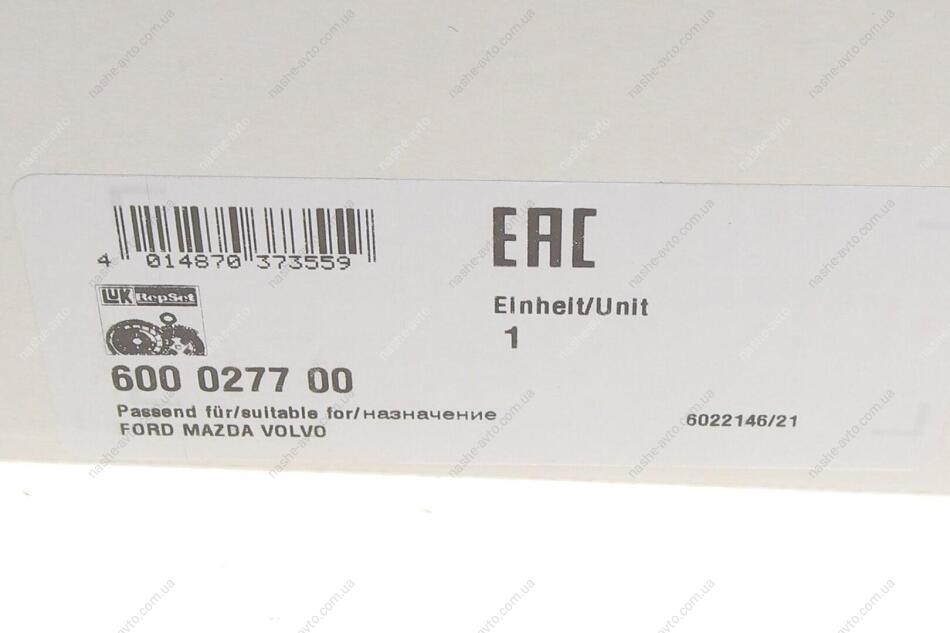 EAC
4 014870 373559
Einheit/Unit
1
LUK RepSet
600 0277 00
Passend für/suitable for/назначение
FORD MAZDA VOLVO
6022146/21
nashe-avto.com.ua